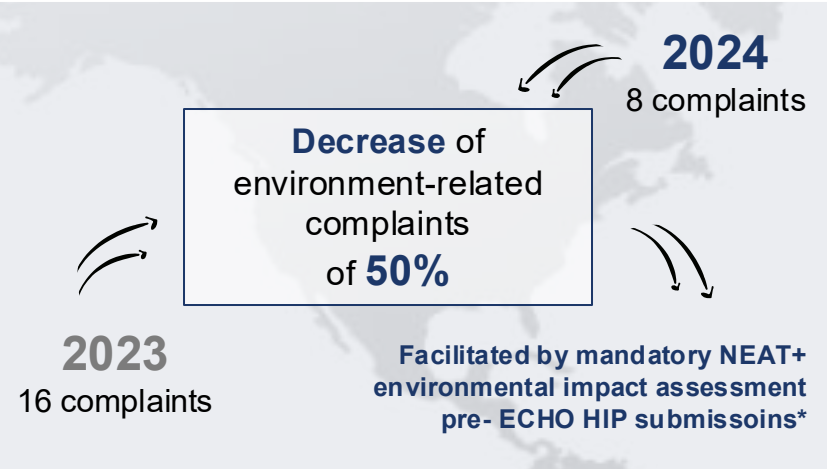 2024
8 complaints
Decrease of
environment-related
complaints
of 50%
2023
16 complaints
Facilitated by mandatory NEAT+
environmental impact assessment
pre- ECHO HIP submissoins*